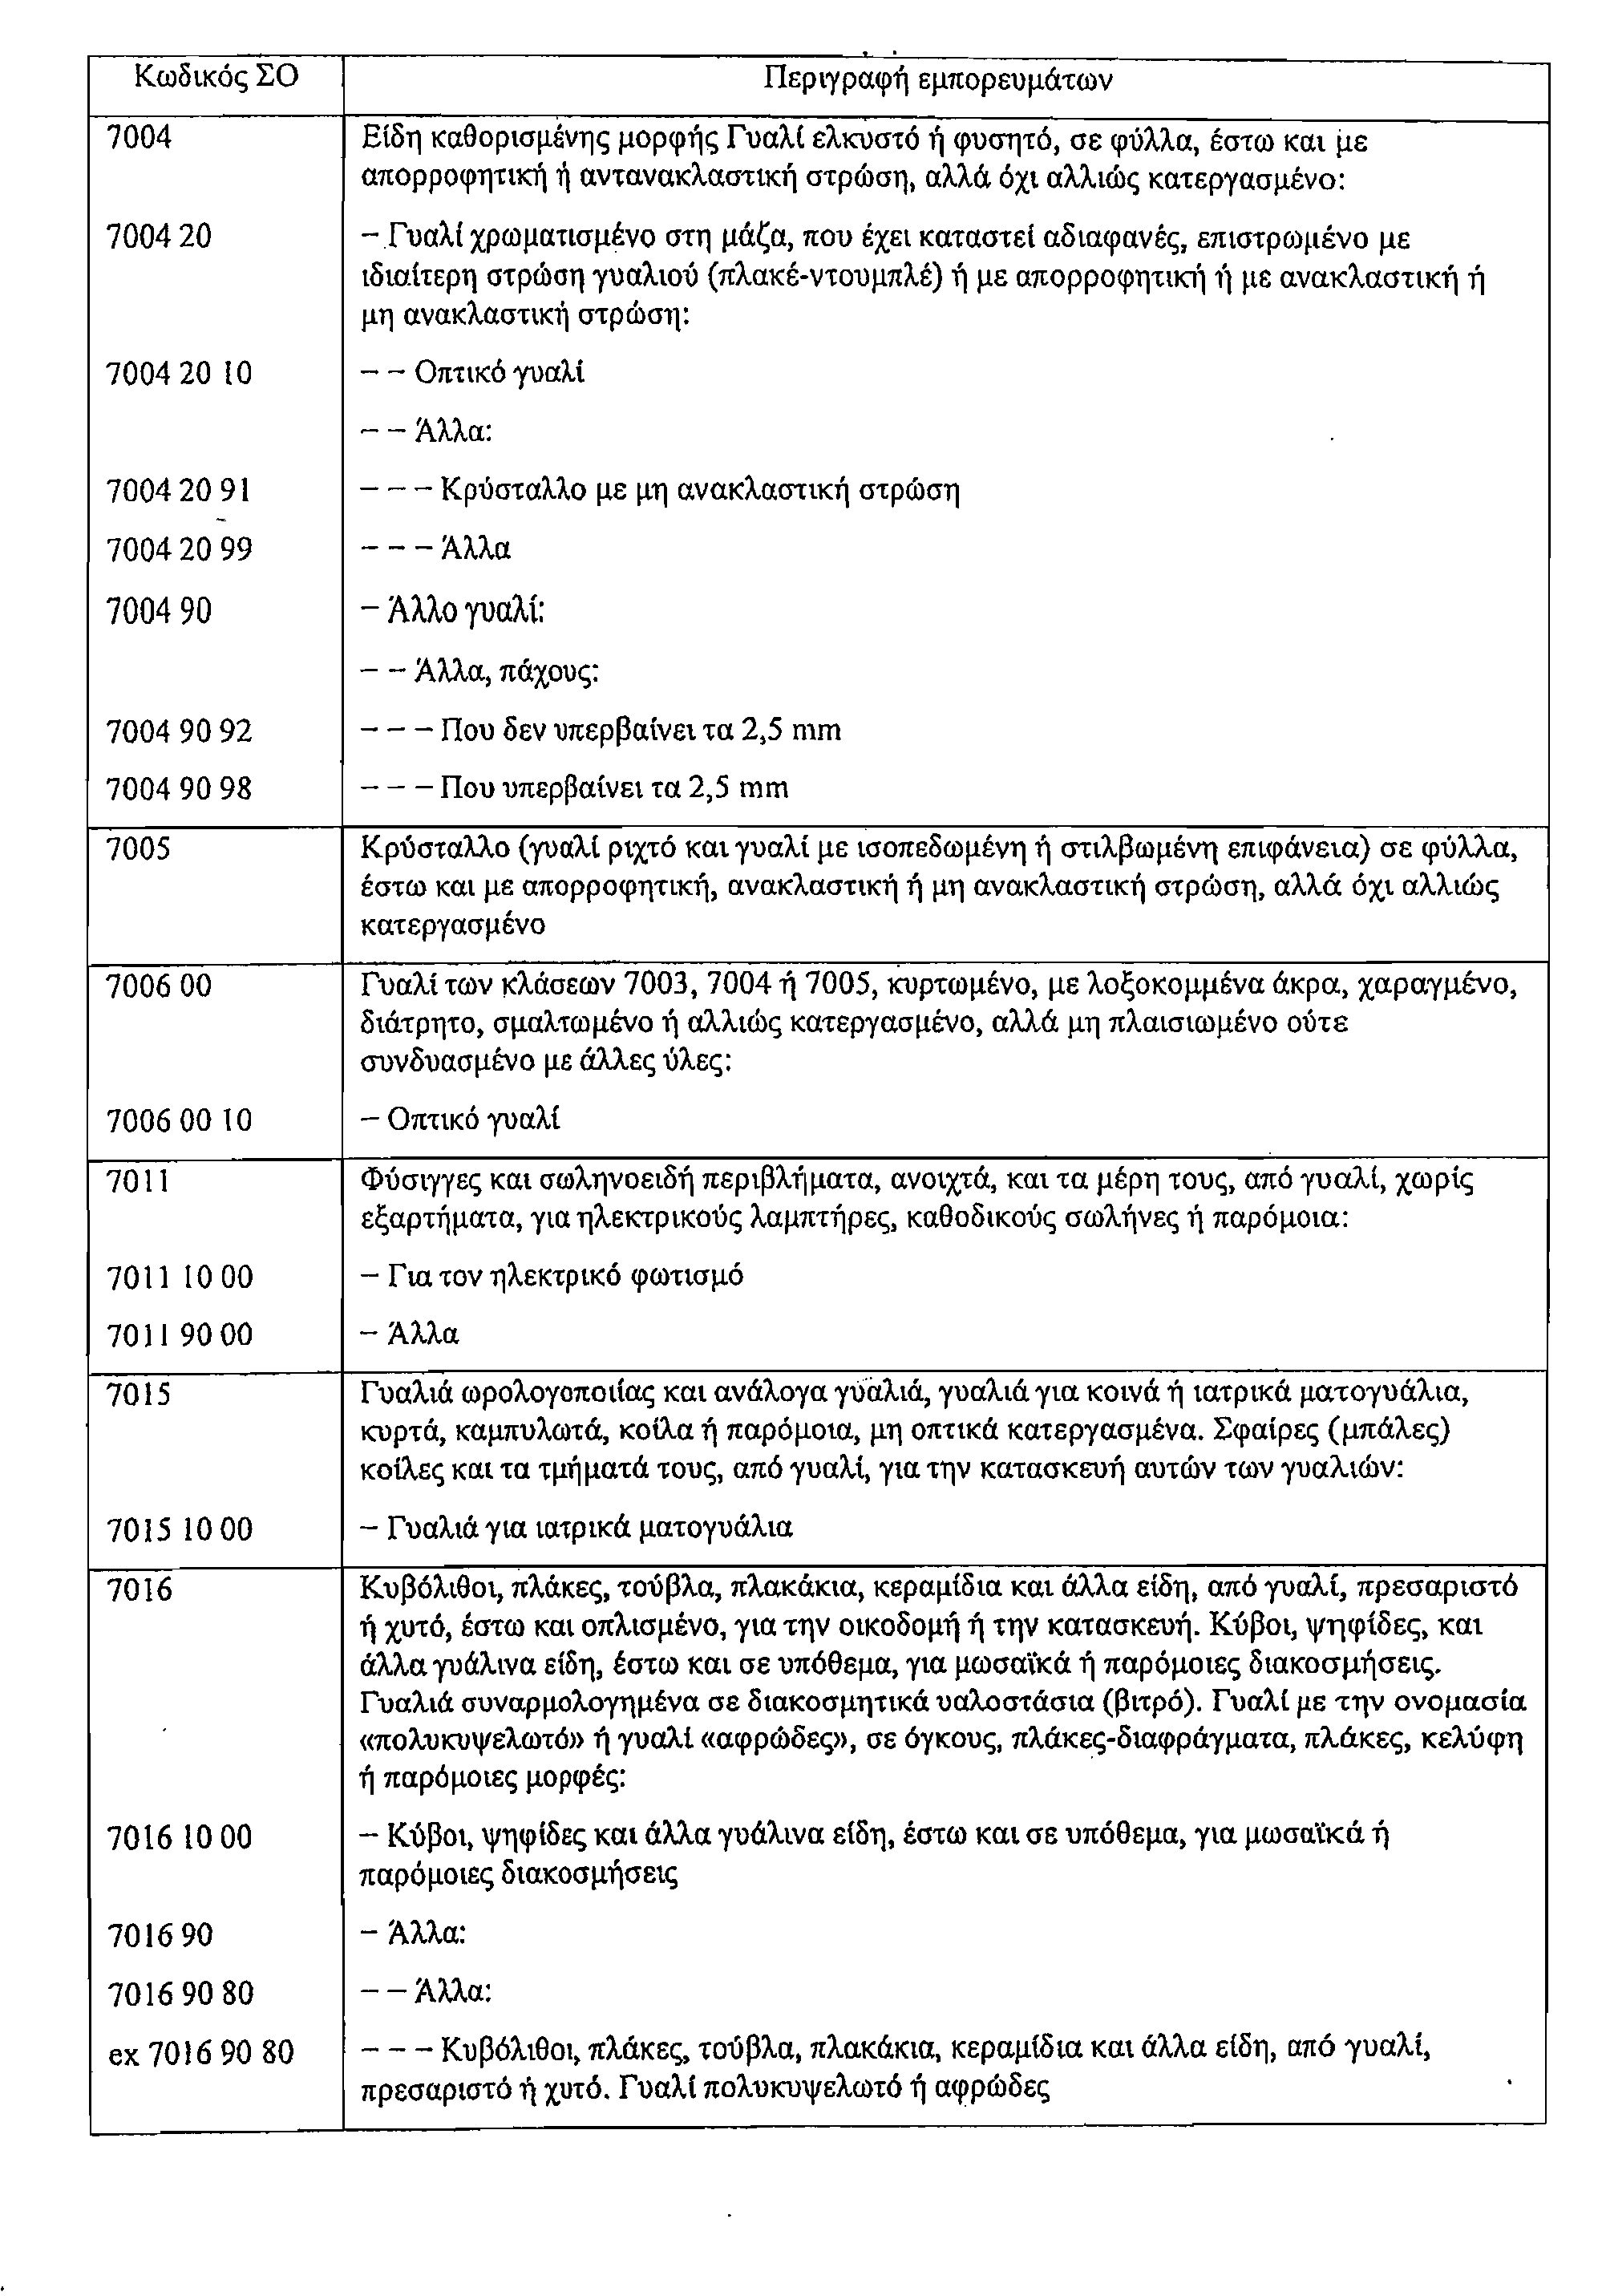 Κωδικός ΣΟ Περιγραφή εμπορευμάτων
7004 Είδη καθορισμένης μορφής Γυαλί ελκυστό ή φυσητό, σε φύλλα, έστω και με
απορροφητική ή αντανακλαστική στρώση, αλλά όχι αλλιώς κατεργασμένο:
7004 20 – Γυαλί χρωματισμένο στη μάζα, που έχει καταστεί αδιαφανές, επιστρωμένο με
ιδιαίτερη στρώση γυαλιού (πλακέ-ντουμπλέ) ή με απορροφητική ή με ανακλαστική ή
μη ανακλαστική στρώση:
7004 20 10 – – Οπτικό γυαλί
– – Άλλα:
7004 20 91 – – – Κρύσταλλο με μη ανακλαστική στρώση
7004 20 99 – – – Άλλα
7004 90 – Άλλο γυαλί:
– – Άλλα, πάχους:
7004 90 92 – – – Που δεν υπερβαίνει τα 2,5 mm
7004 90 98 – – – Που υπερβαίνει τα 2,5 mm
7005 Κρύσταλλο (γυαλί ριχτό και γυαλί με ισοπεδωμένη ή στιλβωμένη επιφάνεια) σε φύλλα,
έστω και με απορροφητική, ανακλαστική ή μη ανακλαστική στρώση, αλλά όχι αλλιώς
κατεργασμένο
7006 00 Γυαλί των κλάσεων 7003, 7004 ή 7005, κυρτωμένο, με λοξοκομμένα άκρα, χαραγμένο,
διάτρητο, σμαλτωμένο ή αλλιώς κατεργασμένο, αλλά μη πλαισιωμένο ούτε
συνδυασμένο με άλλες ύλες:
7006 00 10 – Οπτικό γυαλί
7011 Φύσιγγες και σωληνοειδή περιβλήματα, ανοιχτά, και τα μέρη τους, από γυαλί, χωρίς
εξαρτήματα, για ηλεκτρικούς λαμπτήρες, καθοδικούς σωλήνες ή παρόμοια:
7011 10 00 – Για τον ηλεκτρικό φωτισμό
7011 90 00 – Άλλα
7015 Γυαλιά ωρολογοποιίας και ανάλογα γυαλιά, γυαλιά για κοινά ή ιατρικά ματογυάλια,
κυρτά, καμπυλωτά, κοίλα ή παρόμοια, μη οπτικά κατεργασμένα. Σφαίρες (μπάλες)
κοίλες και τα τμήματά τους, από γυαλί, για την κατασκευή αυτών των γυαλιών:
7015 10 00 – Γυαλιά για ιατρικά ματογυάλια
7016 Κυβόλιθοι, πλάκες, τούβλα, πλακάκια, κεραμίδια και άλλα είδη, από γυαλί, πρεσαριστό
ή χυτό, έστω και οπλισμένο, για την οικοδομή ή την κατασκευή. Κύβοι, ψηφίδες, και
άλλα γυάλινα είδη, έστω και σε υπόθεμα, για μωσαϊκά ή παρόμοιες διακοσμήσεις.
Γυαλιά συναρμολογημένα σε διακοσμητικά υαλοστάσια (βιτρό). Γυαλί με την ονομασία
«πολυκυψελωτό» ή γυαλί «αφρώδες», σε όγκους, πλάκες-διαφράγματα, πλάκες, κελύφη
ή παρόμοιες μορφές:
7016 10 00 – Κύβοι, ψηφίδες και άλλα γυάλινα είδη, έστω και σε υπόθεμα, για μωσαϊκά ή
παρόμοιες διακοσμήσεις
7016 90 – Άλλα:
7016 90 80 – – Άλλα:
ex 7016 90 80 – – – Κυβόλιθοι, πλάκες, τούβλα, πλακάκια, κεραμίδια και άλλα είδη, από γυαλί,
πρεσαριστό ή χυτό. Γυαλί πολυκυψελωτό ή αφρώδες